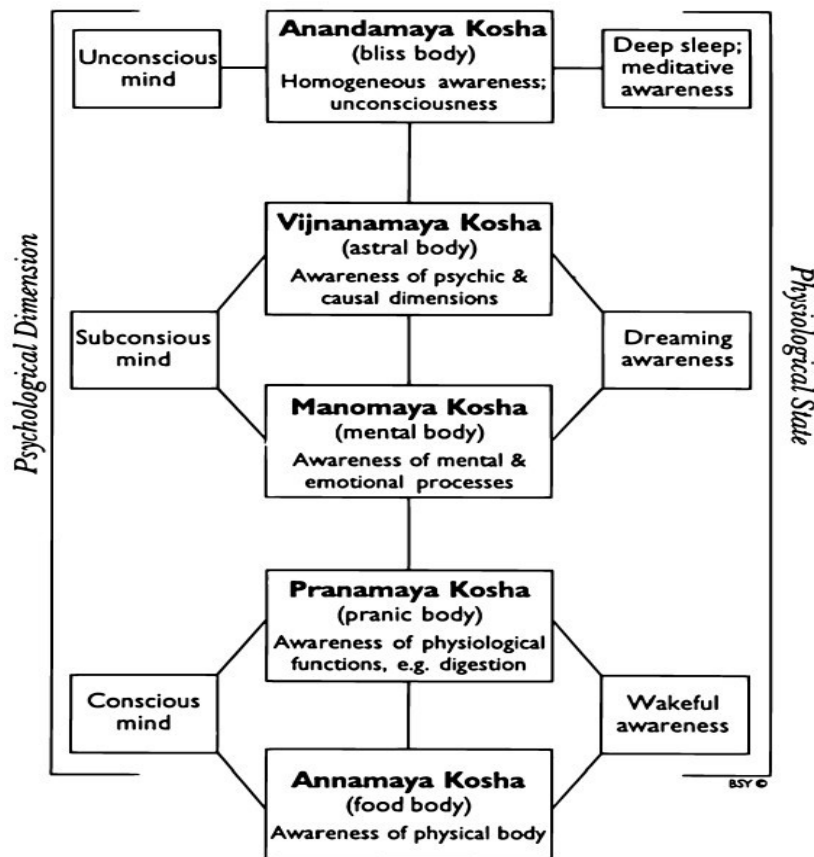 Anandamaya Kosha
(bliss body)
Homogeneous awareness;
unconsciousness
Unconscious
mind
Deep sleep;
meditative
awareness
Vijnanamaya Kosha
(astral body)
Awareness of psychic &
causal dimensions
Psychological Dimension
Physiological State
Subconsious
mind
Dreaming
awareness
Manomaya Kosha
(mental body)
Awareness of mental &
emotional processes
Pranamaya Kosha
(pranic body)
Awareness of physiological
functions, e.g. digestion
Conscious
mind
Wakeful
awareness
Annamaya Kosha
(food body)
Awareness of physical body
BSY ©